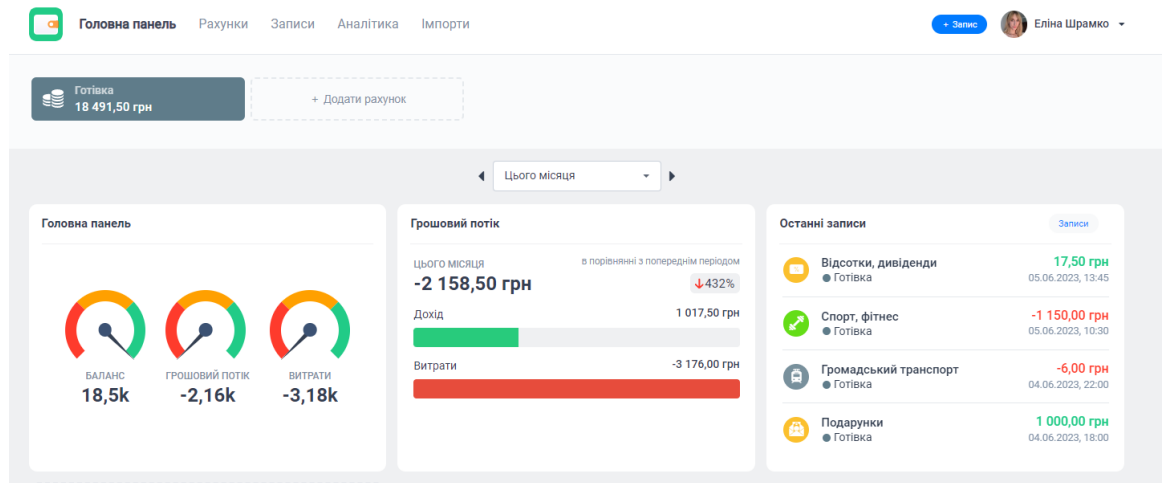 Головна панель Рахунки Записи Аналітика Імпорти
+ Запис Еліна Шрамко
Готівка
18 491,50 грн
+ Додати рахунок
Цього місяця
Головна панель
БАЛАНС
18,5k
ГРОШОВИЙ ПОТІК
-2,16k
ВИТРАТИ
-3,18k
Грошовий потік
ЦЬОГО МІСЯЦЯ
в порівнянні з попереднім періодом
-2 158,50 грн
432%
Дохід
1 017,50 грн
Витрати
-3 176,00 грн
Останні записи
Записи
Відсотки, дивіденди
17,50 грн
Готівка
05.06.2023, 13:45
Спорт, фітнес
-1 150,00 грн
Готівка
05.06.2023, 10:30
Громадський транспорт
-6,00 грн
Готівка
04.06.2023, 22:00
Подарунки
1 000,00 грн
Готівка
04.06.2023, 18:00